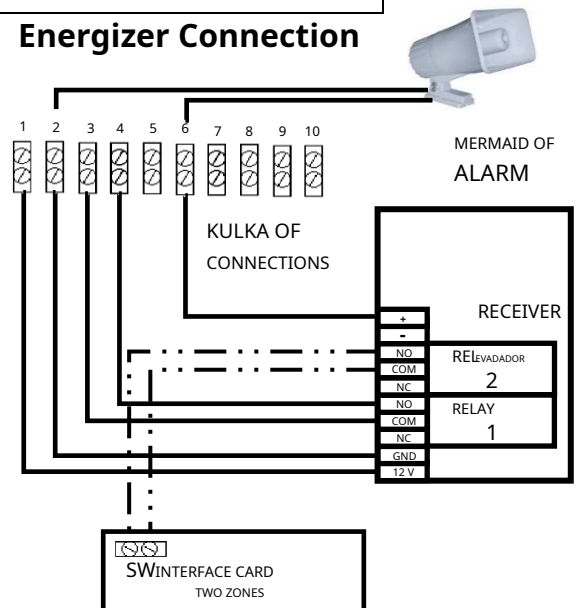 Energizer Connection
1 2 3 4 5 6 7 8 9 10
MERMAID OF
ALARM
KULKA OF
CONNECTIONS
RECEIVER
+
-
NO
COM
NC
NO
COM
NC
GND
12 V
RELEVADADOR
2
RELAY
1
SWINTERFACE CARD
TWO ZONES